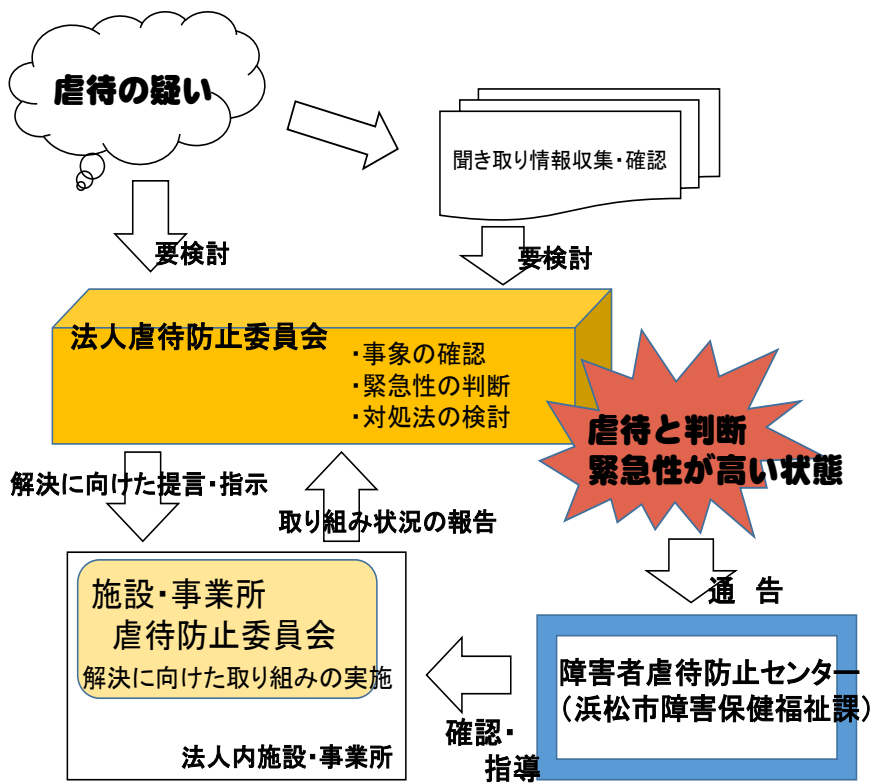 虐待の疑い
聞き取り情報収集・確認
要検討
要検討
法人虐待防止委員会
・事象の確認
・緊急性の判断
・対処法の検討
虐待と判断
緊急性が高い状態
解決に向けた提言・指示
取り組み状況の報告
通 告
施設・事業所
虐待防止委員会
解決に向けた取り組みの実施
法人内施設・事業所
障害者虐待防止センター
（浜松市障害保健福祉課）
確認・
指導